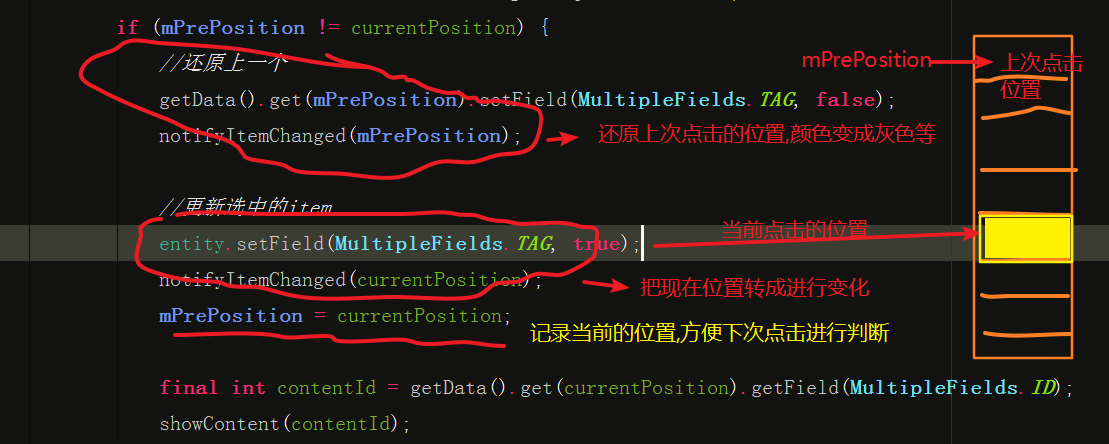 if (mPrePosition != currentPosition) {
//还原上一个
getData().get(mPrePosition).setField(MultipleFields.TAG, false);
notifyItemChanged(mPrePosition);
//更新选中的item
entity.setField(MultipleFields.TAG, true);
notifyItemChanged(currentPosition);
mPrePosition = currentPosition;
final int contentId = getData().get(currentPosition).getField(MultipleFields.ID);
showContent(contentId);
mPrePosition
上次点击
位置
还原上次点击的位置,颜色变成灰色等
当前点击的位置
把现在位置转成进行变化
记录当前的位置,方便下次点击进行判断